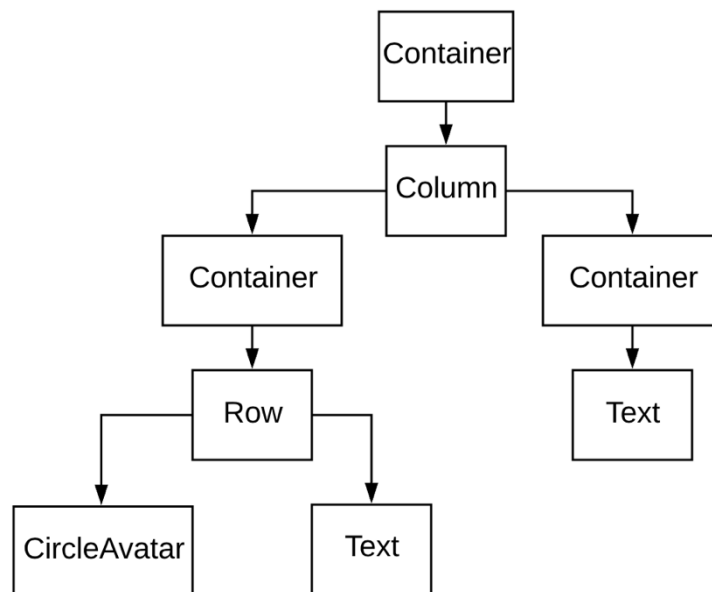 Container
Column
Container
Container
Row
Text
CircleAvatar
Text